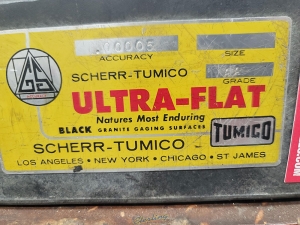 .00005
ACCURACY
SIZE
SCHERR-TUMICO
GRADE
ULTRA-FLAT
Natures Most Enduring
BLACK GRANITE GAGING SURFACES
TUMICO
SCHERR-TUMICO
LOS ANGELES • NEW YORK • CHICAGO • ST JAMES